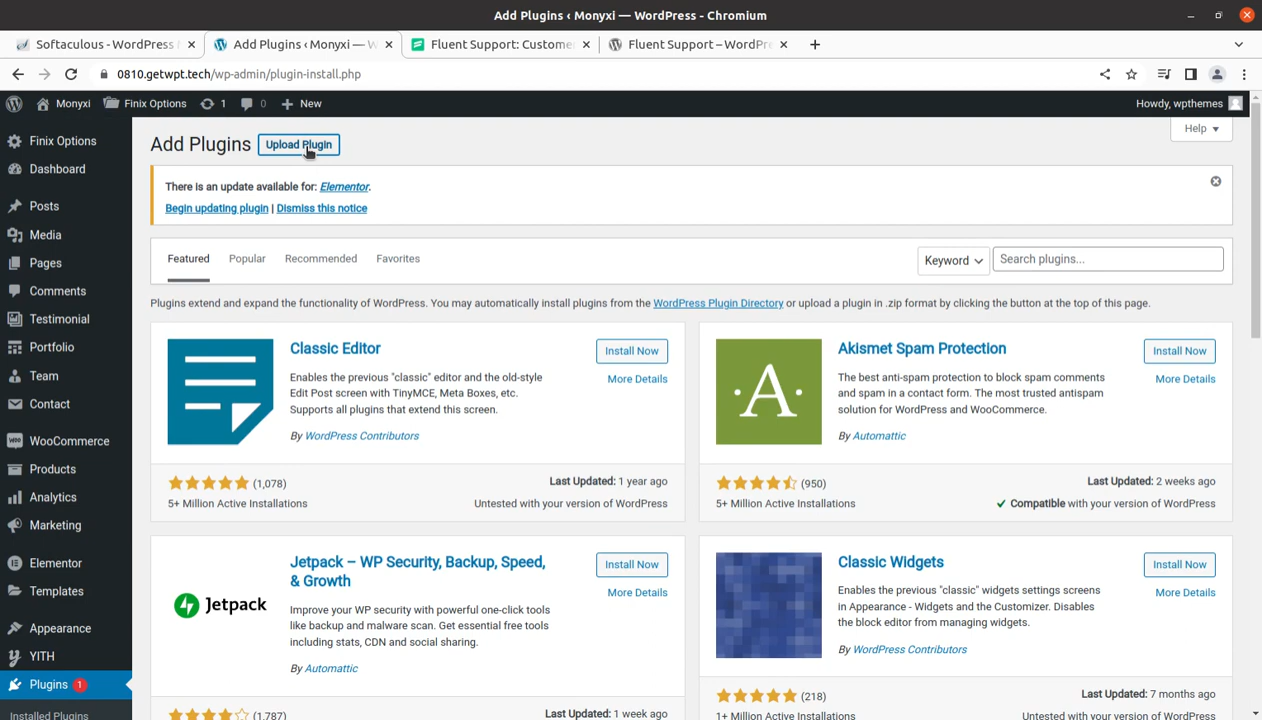 Add Plugins ‹ Monyxi — WordPress - Chromium
Softaculous - WordPress
Add Plugins ‹ Monyxi — W
Fluent Support: Custome
Fluent Support – WordPr
0810.getwpt.tech/wp-admin/plugin-install.php
Monyxi
Finix Options
1
0
New
Howdy, wpthemes
Finix Options
Dashboard
Posts
Media
Pages
Comments
Testimonial
Portfolio
Team
Contact
WooCommerce
Products
Analytics
Marketing
Elementor
Templates
Appearance
YITH
Plugins 1
Installed Plugins
Add Plugins
Upload Plugin
Help
There is an update available for: Elementor.
Begin updating plugin | Dismiss this notice
Featured
Popular
Recommended
Favorites
Keyword
Search plugins...
Plugins extend and expand the functionality of WordPress. You may automatically install plugins from the WordPress Plugin Directory or upload a plugin in .zip format by clicking the button at the top of this page.
Classic Editor
Install Now
More Details
Enables the previous "classic" editor and the old-style
Edit Post screen with TinyMCE, Meta Boxes, etc.
Supports all plugins that extend this screen.
By WordPress Contributors
(1,078)
Last Updated: 1 year ago
5+ Million Active Installations
Untested with your version of WordPress
A
Akismet Spam Protection
Install Now
More Details
The best anti-spam protection to block spam comments
and spam in a contact form. The most trusted antispam
solution for WordPress and WooCommerce.
By Automattic
(950)
Last Updated: 2 weeks ago
5+ Million Active Installations
Compatible with your version of WordPress
Jetpack
Jetpack – WP Security, Backup, Speed,
& Growth
Install Now
More Details
Improve your WP security with powerful one-click tools
like backup and malware scan. Get essential free tools
including stats, CDN and social sharing.
By Automattic
(1,787)
Last Updated: 1 week ago
Classic Widgets
Install Now
More Details
Enables the previous "classic" widgets settings screens
in Appearance - Widgets and the Customizer. Disables
the block editor from managing widgets.
By WordPress Contributors
(218)
Last Updated: 7 months ago
1+ Million Active Installations
Untested with your version of WordPress